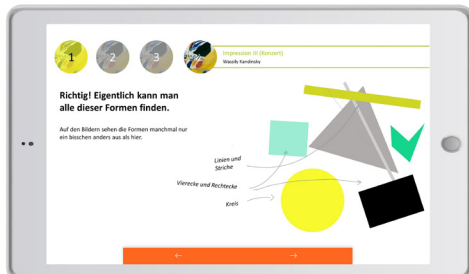 1
2
3
Impression III (Konzert)
Wassily Kandinsky
Richtig! Eigentlich kann man
alle dieser Formen finden.
Auf den Bildern sehen die Formen manchmal nur
ein bisschen anders aus als hier.
Linien und
Striche
Vierecke und Rechtecke
Kreis